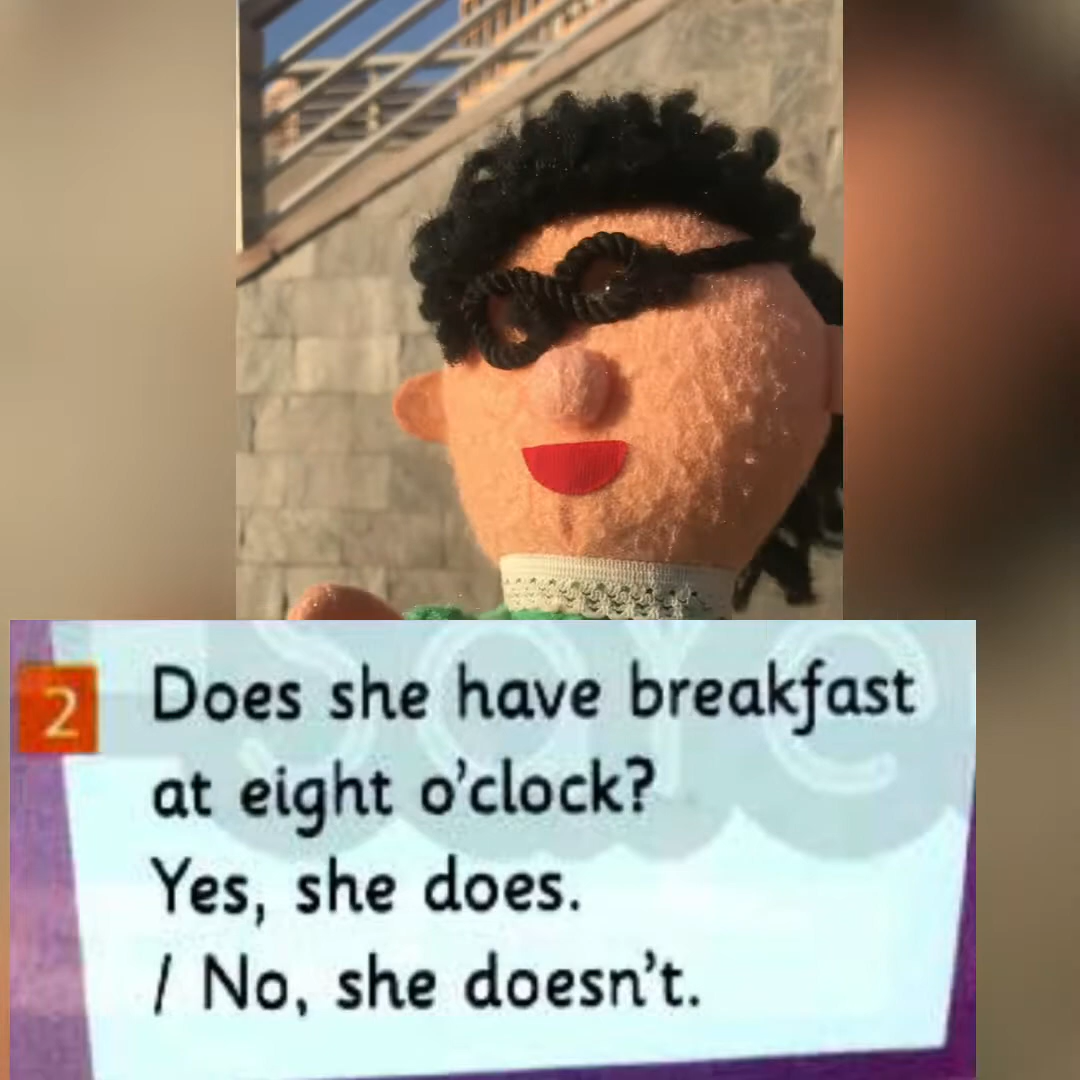 2 Does she have breakfast
at eight o'clock?
Yes, she does.
/ No, she doesn't.